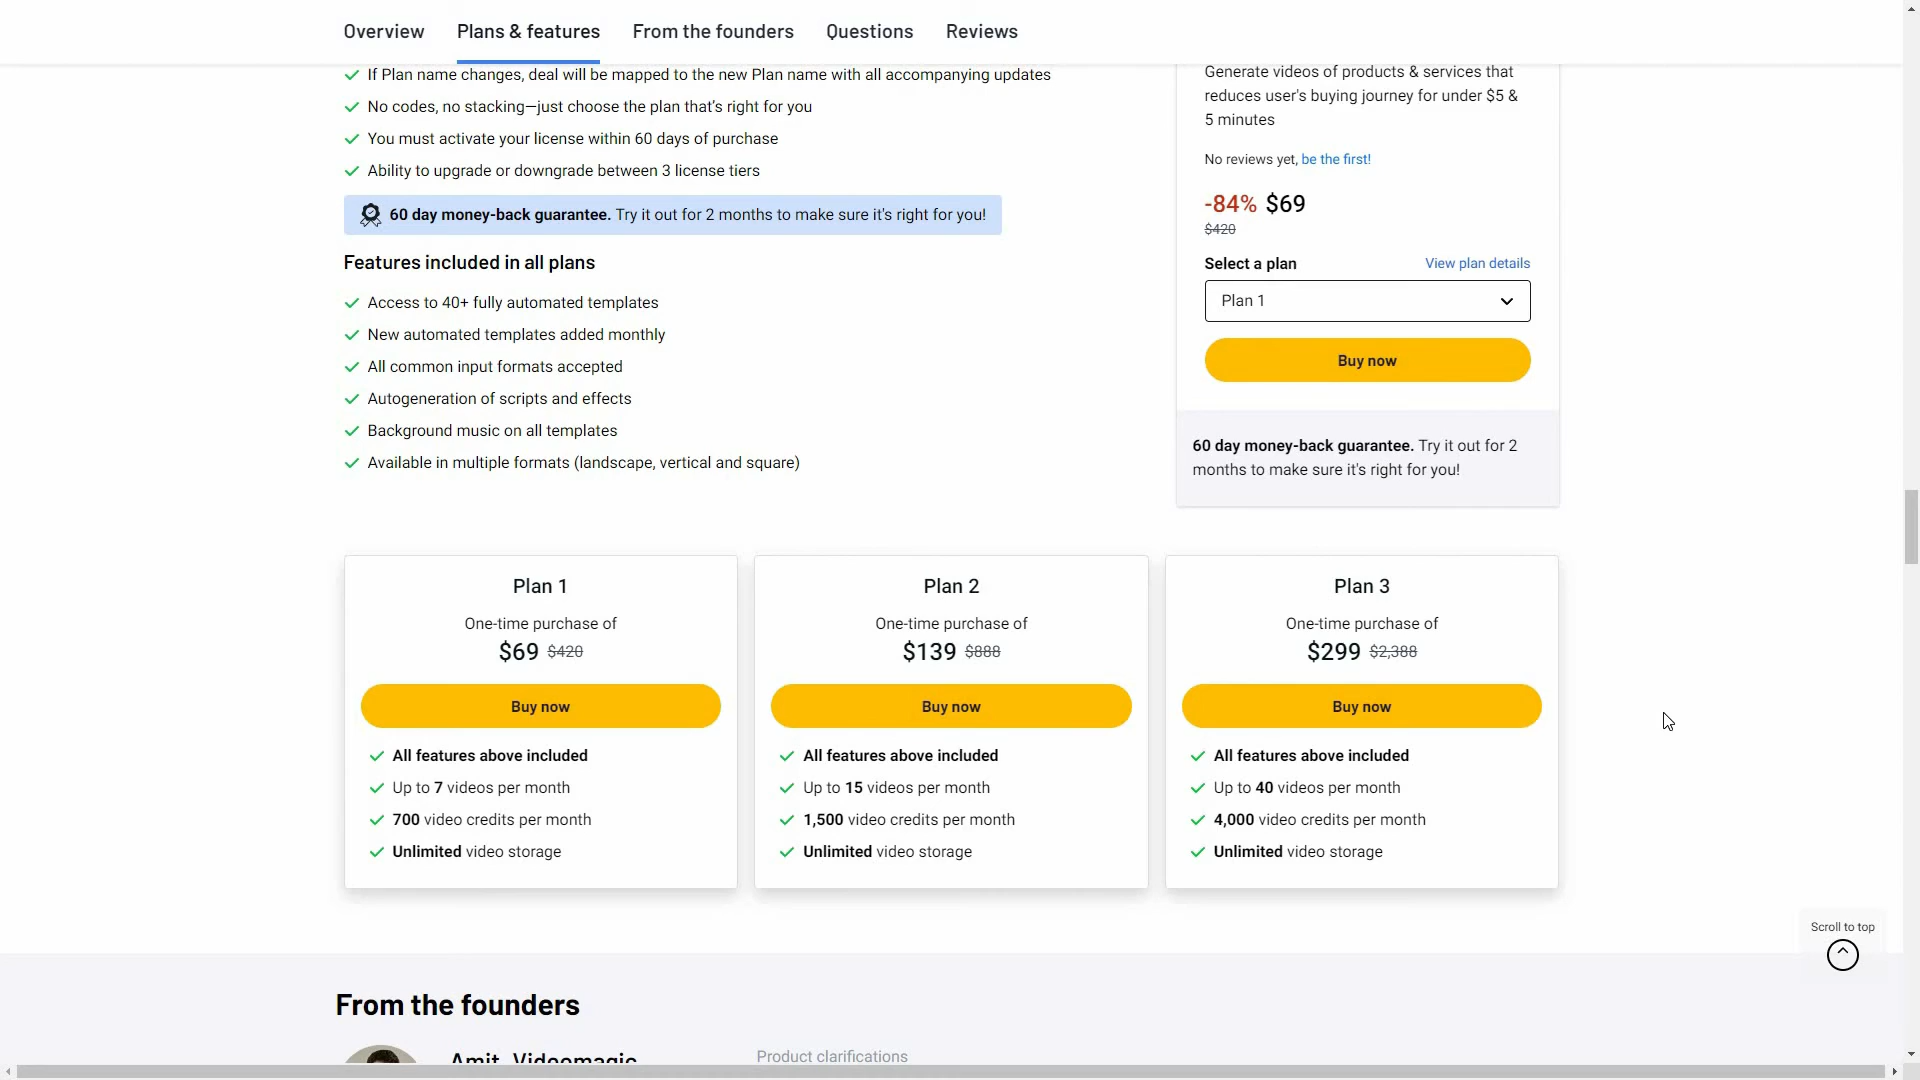 Overview Plans & features From the founders Questions Reviews
If Plan name changes, deal will be mapped to the new Plan name with all accompanying updates
No codes, no stacking—just choose the plan that's right for you
You must activate your license within 60 days of purchase
Ability to upgrade or downgrade between 3 license tiers
60 day money-back guarantee. Try it out for 2 months to make sure it's right for you!
Features included in all plans
Access to 40+ fully automated templates
New automated templates added monthly
All common input formats accepted
Autogeneration of scripts and effects
Background music on all templates
Available in multiple formats (landscape, vertical and square)
Generate videos of products & services that
reduces user's buying journey for under $5 &
5 minutes
No reviews yet, be the first!
-84% $69
$420
Select a plan View plan details
Plan 1
Buy now
60 day money-back guarantee. Try it out for 2
months to make sure it's right for you!
Plan 1
One-time purchase of
$69 $420
Buy now
All features above included
Up to 7 videos per month
700 video credits per month
Unlimited video storage
Plan 2
One-time purchase of
$139 $888
Buy now
All features above included
Up to 15 videos per month
1,500 video credits per month
Unlimited video storage
Plan 3
One-time purchase of
$299 $2,388
Buy now
All features above included
Up to 40 videos per month
4,000 video credits per month
Unlimited video storage
Scroll to top
From the founders
Amit_Videomagic
Product clarifications